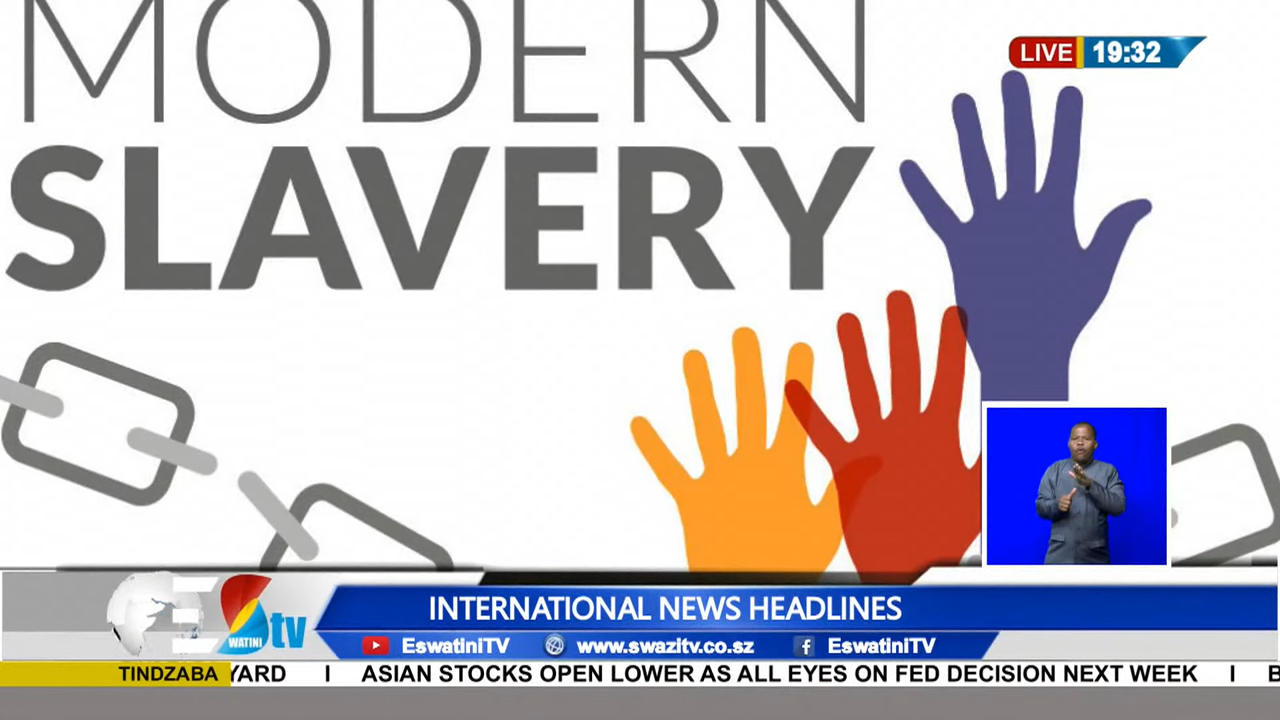 MODERN
SLAVERY
LIVE 19:32
INTERNATIONAL NEWS HEADLINES
E WATINI tv
EswatiniTV www.swazitv.co.sz EswatiniTV
TINDZABA YARD I ASIAN STOCKS OPEN LOWER AS ALL EYES ON FED DECISION NEXT WEEK I B